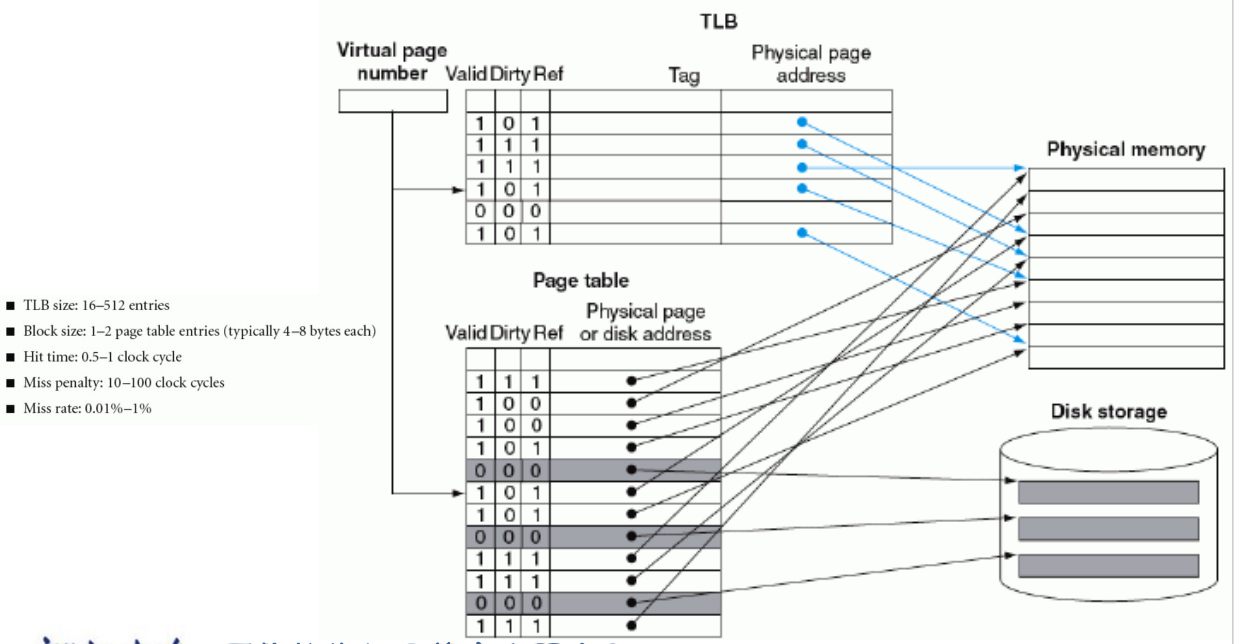 TLB
Virtual page
number
Valid Dirty Ref
Tag
Physical page
address
1 0 1
1 1 1
1 1 1
1 0 1
0 0 0
1 0 1
Physical memory
Page table
Physical page
or disk address
Valid Dirty Ref
1 1 1
1 0 0
1 0 0
1 0 1
0 0 0
1 0 1
1 0 1
0 0 0
1 1 1
1 1 1
0 0 0
1 1 1
Disk storage
■ TLB size: 16–512 entries
■ Block size: 1–2 page table entries (typically 4–8 bytes each)
■ Hit time: 0.5–1 clock cycle
■ Miss penalty: 10–100 clock cycles
■ Miss rate: 0.01%–1%